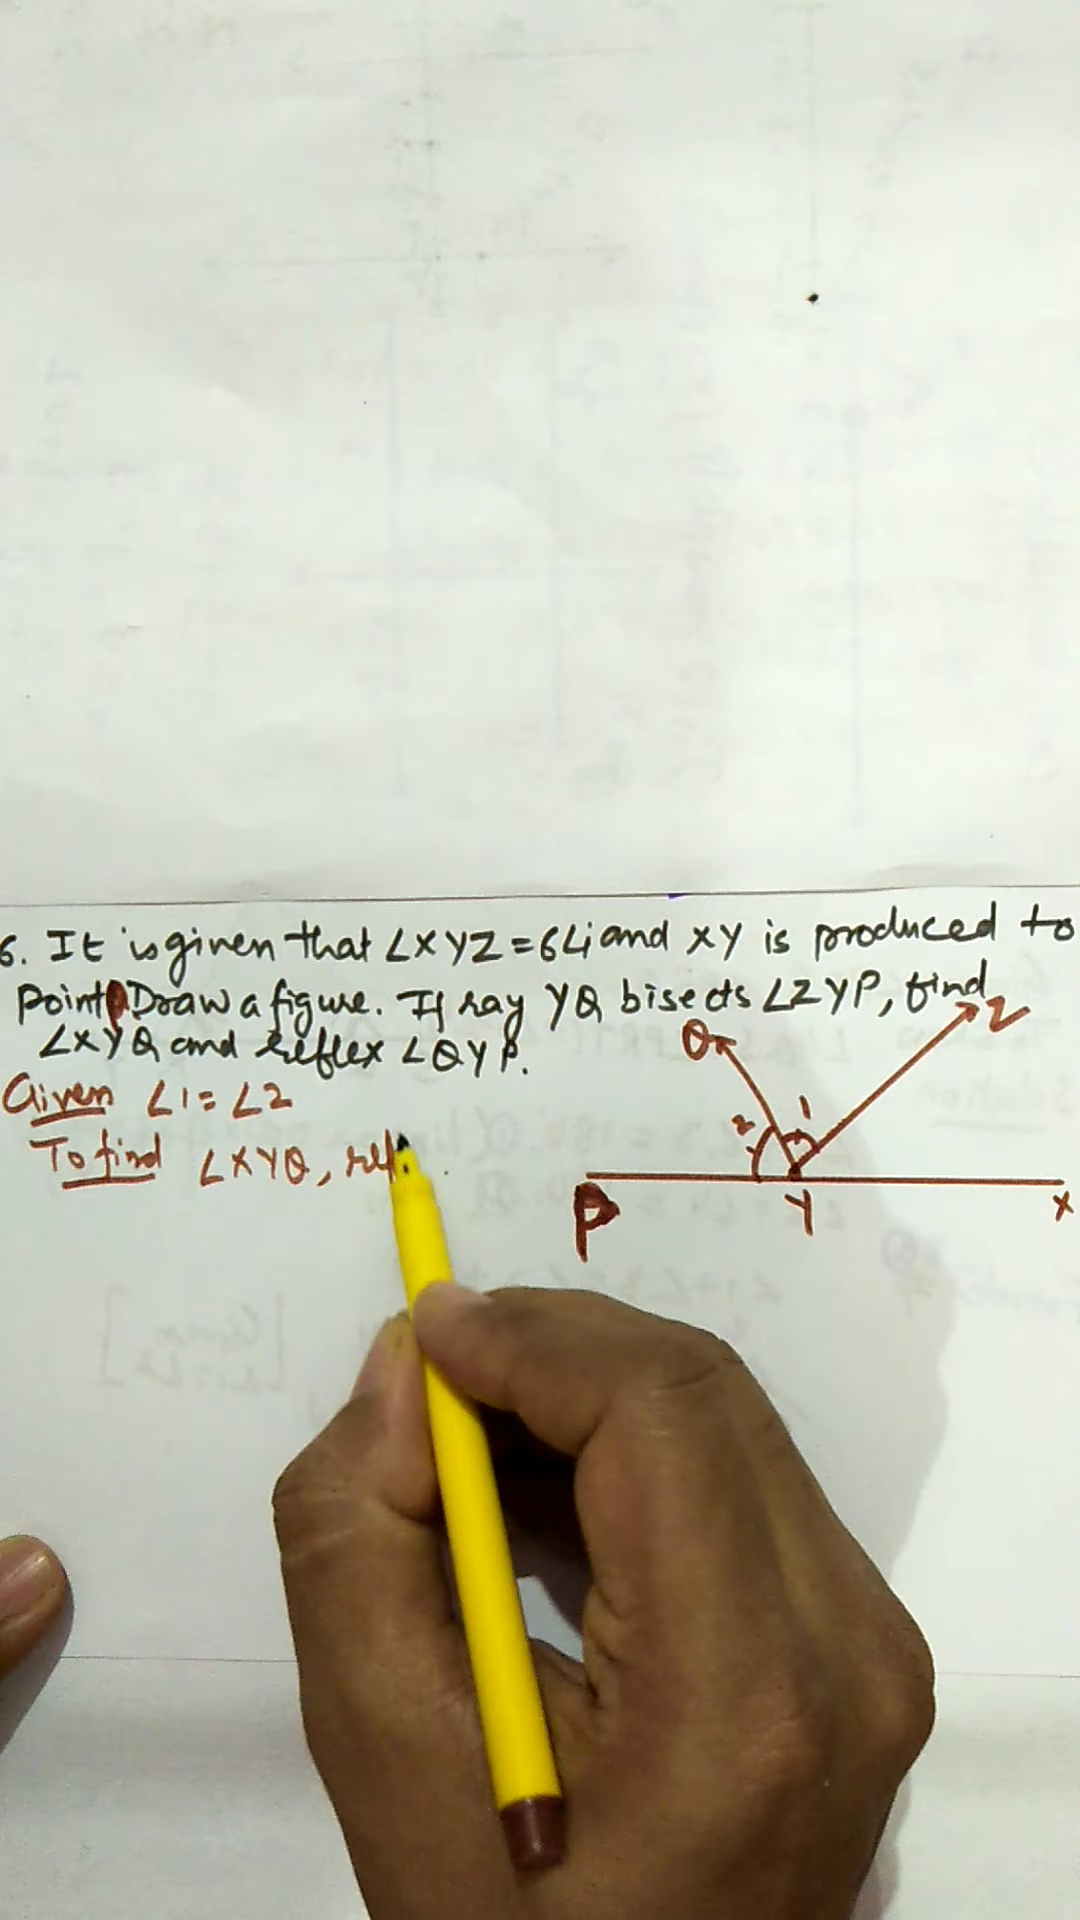 6. It is given that ∠XYZ = 64° and XY is produced to
point P Draw a figure. If ray YQ bisects ∠ZYP, find
∠XYQ and reflex ∠QYP.
Given ∠1 = ∠2
To find ∠XYQ, ref
Q
Z
2
1
P
Y
X